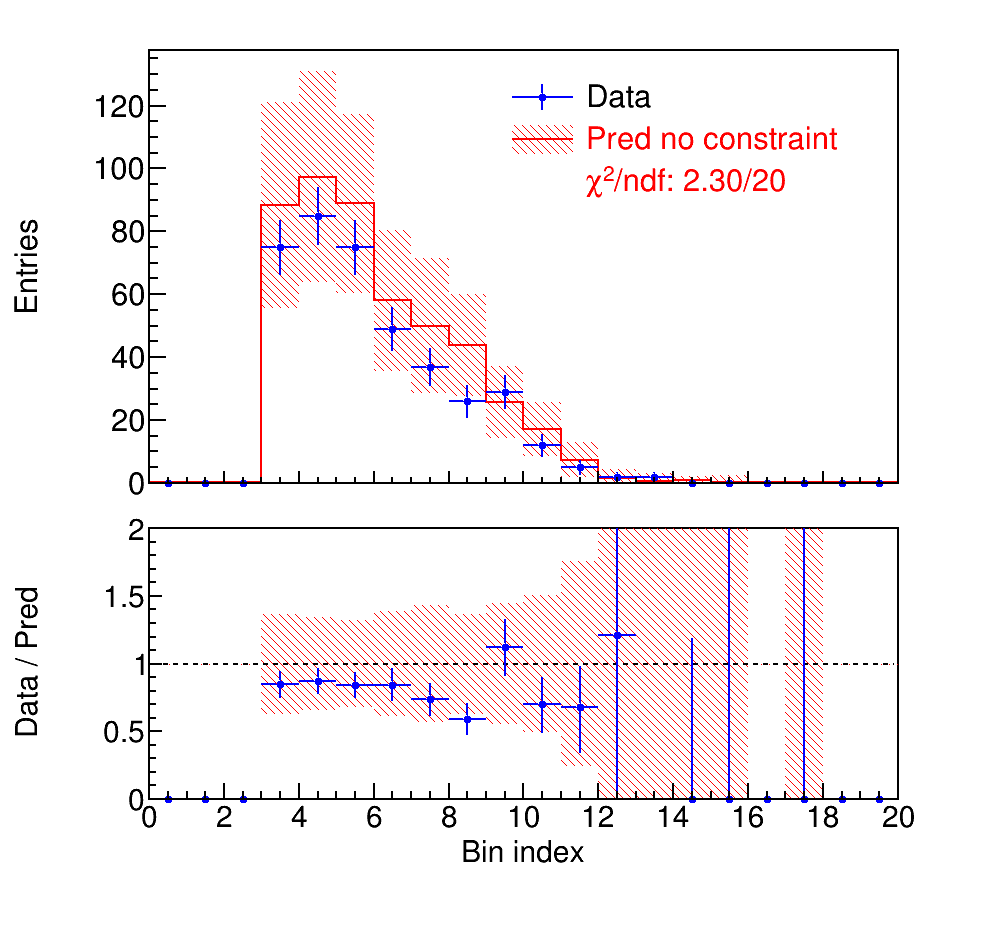 Entries
120
100
80
60
40
20
0
Data
Pred no constraint
χ²/ndf: 2.30/20
Data / Pred
2
1.5
1
0.5
0
0 2 4 6 8 10 12 14 16 18 20
Bin index